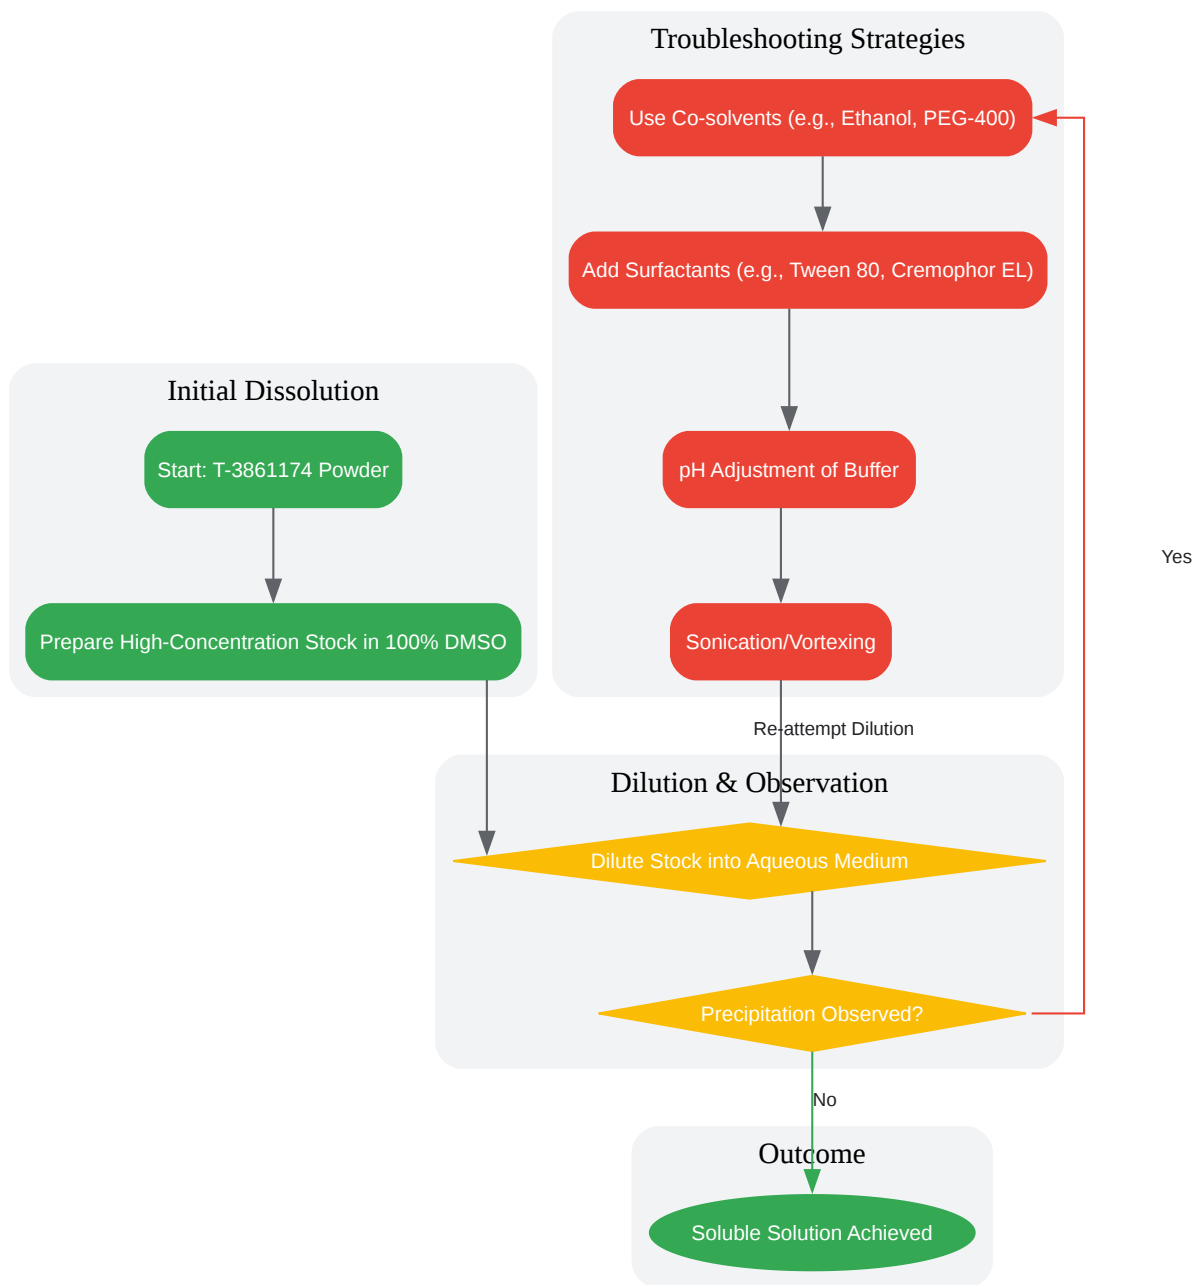 Troubleshooting Strategies
Use Co-solvents (e.g., Ethanol, PEG-400)
Add Surfactants (e.g., Tween 80, Cremophor EL)
Initial Dissolution
Start: T-3861174 Powder
pH Adjustment of Buffer
Yes
Prepare High-Concentration Stock in 100% DMSO
Sonication/Vortexing
Re-attempt Dilution
Dilution & Observation
Dilute Stock into Aqueous Medium
Precipitation Observed?
No
Outcome
Soluble Solution Achieved